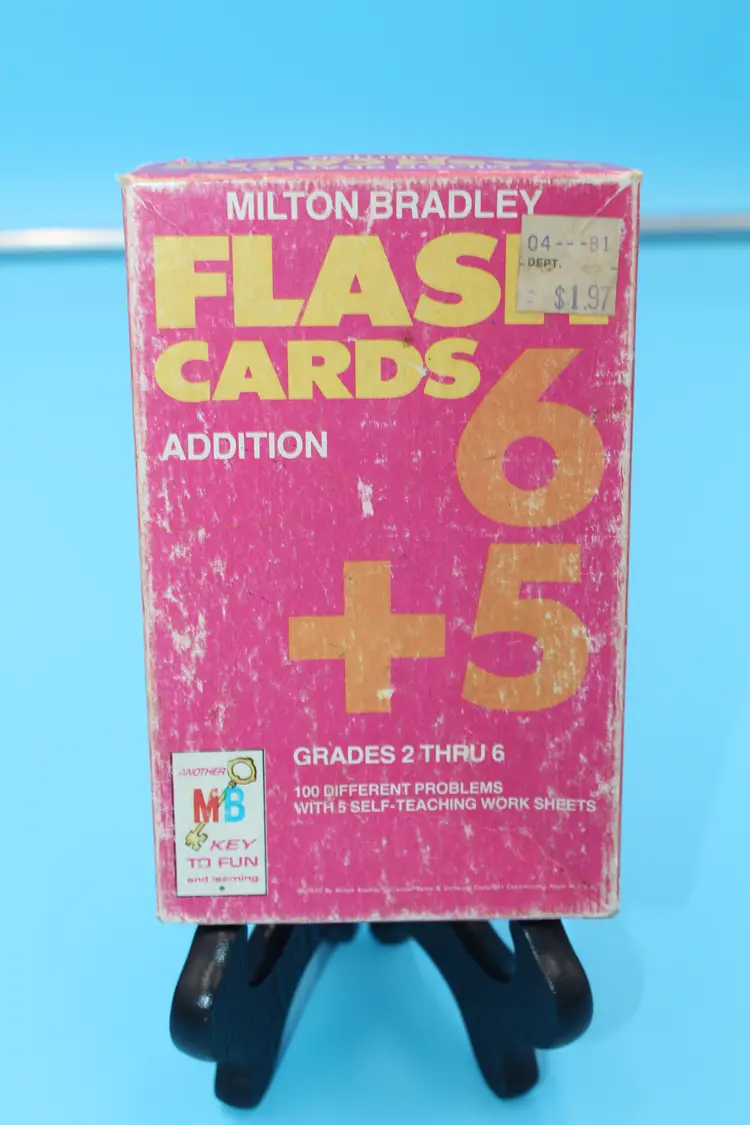 MILTON BRADLEY
FLASH
04---81
DEPT.
$1.97
CARDS
ADDITION
6
+5
GRADES 2 THRU 6
100 DIFFERENT PROBLEMS
WITH 5 SELF-TEACHING WORK SHEETS
ANOTHER
MB
KEY
TO FUN
and learning